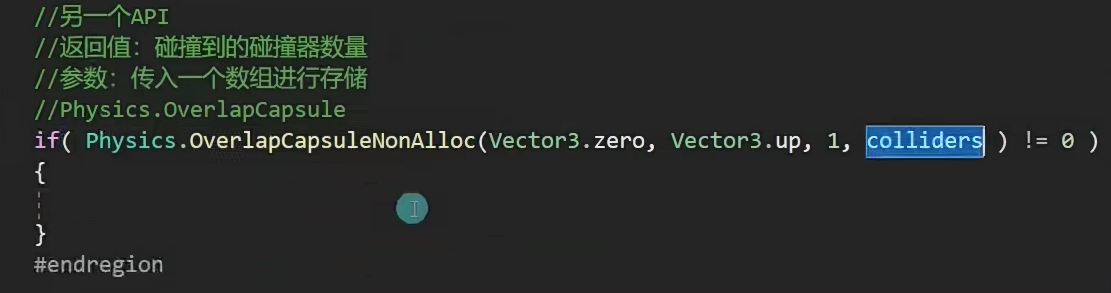 //另一个API
//返回值：碰撞到的碰撞器数量
//参数：传入一个数组进行存储
//Physics.OverlapCapsule
if( Physics.OverlapCapsuleNonAlloc(Vector3.zero, Vector3.up, 1, colliders ) != 0 )
{
}
#endregion